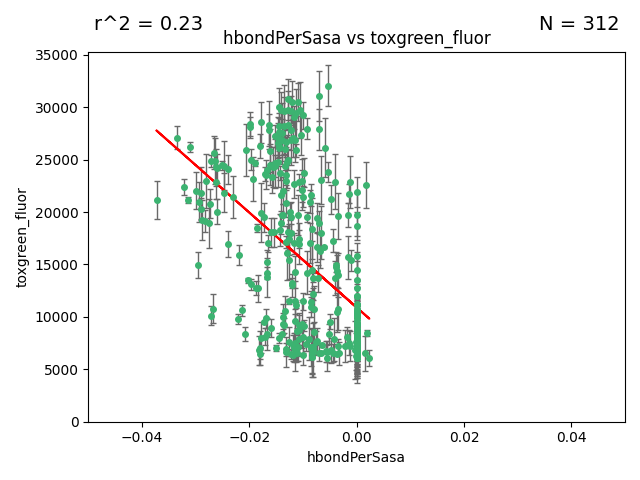 r^2 = 0.23
N = 312
hbondPerSasa vs toxgreen_fluor
35000
30000
25000
20000
15000
10000
5000
0
toxgreen_fluor
−0.04
−0.02
0.00
0.02
0.04
hbondPerSasa